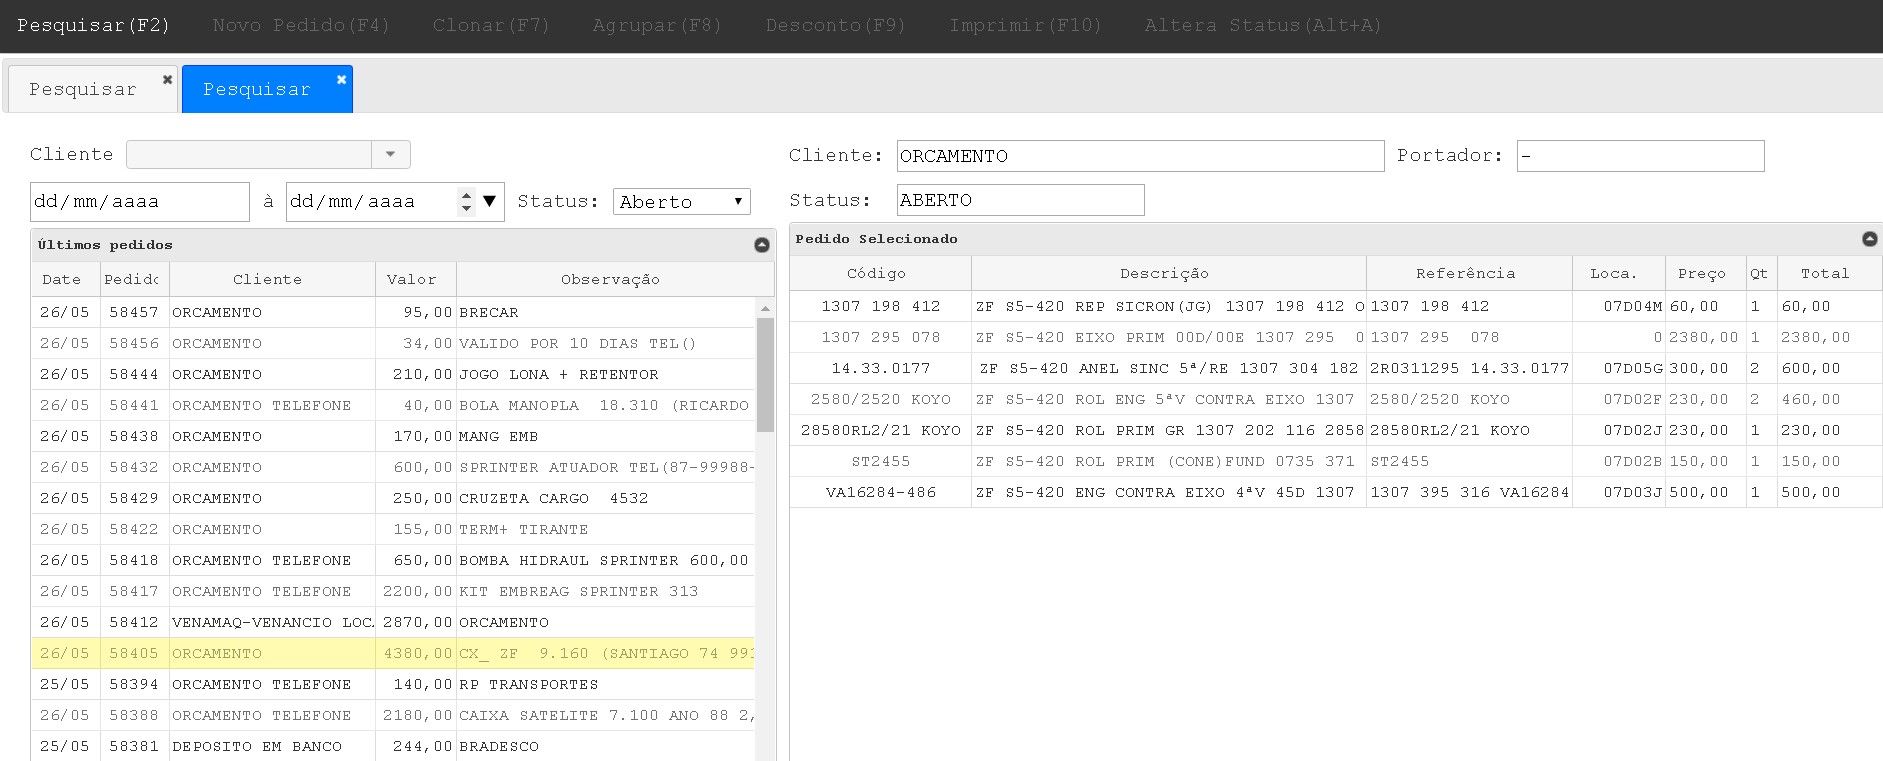 Pesquisar(F2) Novo Pedido(F4) Clonar(F7) Agrupar(F8) Desconto(F9) Imprimir(F10) Altera Status(Alt+A)
Pesquisar Pesquisar
Cliente
dd/mm/aaaa à dd/mm/aaaa Status: Aberto
Últimos pedidos
Date Pedido Cliente Valor Observação
26/05 58457 ORCAMENTO 95,00 BRECAR
26/05 58456 ORCAMENTO 34,00 VALIDO POR 10 DIAS TEL()
26/05 58444 ORCAMENTO 210,00 JOGO LONA + RETENTOR
26/05 58441 ORCAMENTO TELEFONE 40,00 BOLA MANOPLA 18.310 (RICARDO
26/05 58438 ORCAMENTO 170,00 MANG EMB
26/05 58432 ORCAMENTO 600,00 SPRINTER ATUADOR TEL(87-99988-
26/05 58429 ORCAMENTO 250,00 CRUZETA CARGO 4532
26/05 58422 ORCAMENTO 155,00 TERM+ TIRANTE
26/05 58418 ORCAMENTO TELEFONE 650,00 BOMBA HIDRAUL SPRINTER 600,00
26/05 58417 ORCAMENTO TELEFONE 2200,00 KIT EMBREAG SPRINTER 313
26/05 58412 VENAMAQ-VENANCIO LOC 2870,00 ORCAMENTO
26/05 58405 ORCAMENTO 4380,00 CX_ ZF 9.160 (SANTIAGO 74 991
25/05 58394 ORCAMENTO TELEFONE 140,00 RP TRANSPORTES
26/05 58388 ORCAMENTO TELEFONE 2180,00 CAIXA SATELITE 7.100 ANO 88 2,
25/05 58381 DEPOSITO EM BANCO 244,00 BRADESCO
Cliente: ORCAMENTO Portador: -
Status: ABERTO
Pedido Selecionado
Código Descrição Referência Loca. Preço Qt Total
1307 198 412 ZF S5-420 REP SICRON(JG) 1307 198 412 O 1307 198 412 07D04M 60,00 1 60,00
1307 295 078 ZF S5-420 EIXO PRIM 00D/00E 1307 295 0 1307 295 078 0 2380,00 1 2380,00
14.33.0177 ZF S5-420 ANEL SINC 5ª/RE 1307 304 182 2R0311295 14.33.0177 07D05G 300,00 2 600,00
2580/2520 KOYO ZF S5-420 ROL ENG 5ªV CONTRA EIXO 1307 2580/2520 KOYO 07D02F 230,00 2 460,00
28580RL2/21 KOYO ZF S5-420 ROL PRIM GR 1307 202 116 2858 28580RL2/21 KOYO 07D02J 230,00 1 230,00
ST2455 ZF S5-420 ROL PRIM (CONE)FUND 0735 371 ST2455 07D02B 150,00 1 150,00
VA16284-486 ZF S5-420 ENG CONTRA EIXO 4ªV 45D 1307 1307 395 316 VA16284 07D03J 500,00 1 500,00